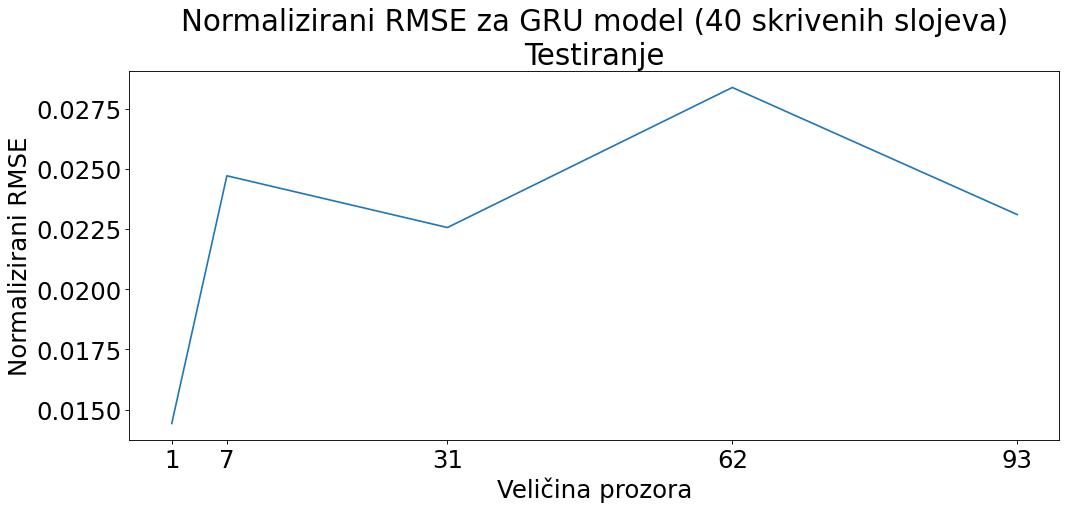 Normalizirani RMSE za GRU model (40 skrivenih slojeva)
Testiranje
Normalizirani RMSE
0.0275
0.0250
0.0225
0.0200
0.0175
0.0150
1 7 31 62 93
Veličina prozora